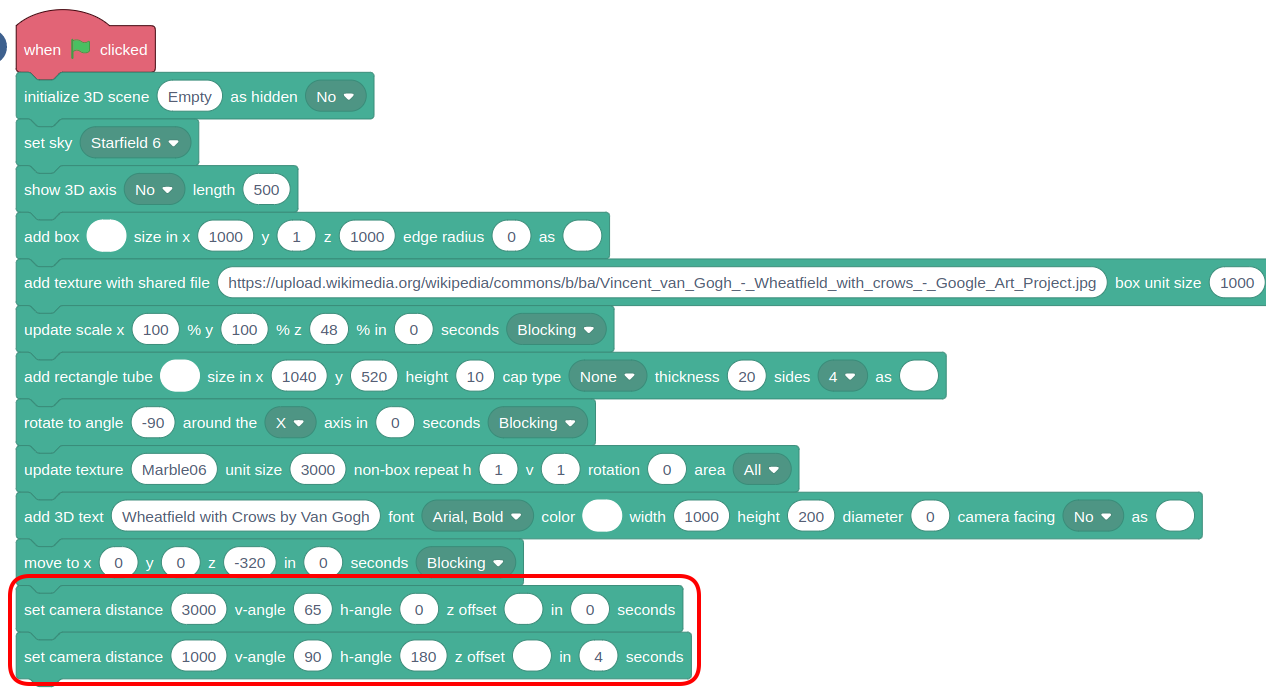 when clicked
initialize 3D scene Empty as hidden No
set sky Starfield 6
show 3D axis No length 500
add box size in x 1000 y 1 z 1000 edge radius 0 as
add texture with shared file https://upload.wikimedia.org/wikipedia/commons/b/ba/Vincent_van_Gogh_-_Wheatfield_with_crows_-_Google_Art_Project.jpg box unit size 1000
update scale x 100 % y 100 % z 48 % in 0 seconds Blocking
add rectangle tube size in x 1040 y 520 height 10 cap type None thickness 20 sides 4 as
rotate to angle -90 around the X axis in 0 seconds Blocking
update texture Marble06 unit size 3000 non-box repeat h 1 v 1 rotation 0 area All
add 3D text Wheatfield with Crows by Van Gogh font Arial, Bold color width 1000 height 200 diameter 0 camera facing No as
move to x 0 y 0 z -320 in 0 seconds Blocking
set camera distance 3000 v-angle 65 h-angle 0 z offset in 0 seconds
set camera distance 1000 v-angle 90 h-angle 180 z offset in 4 seconds